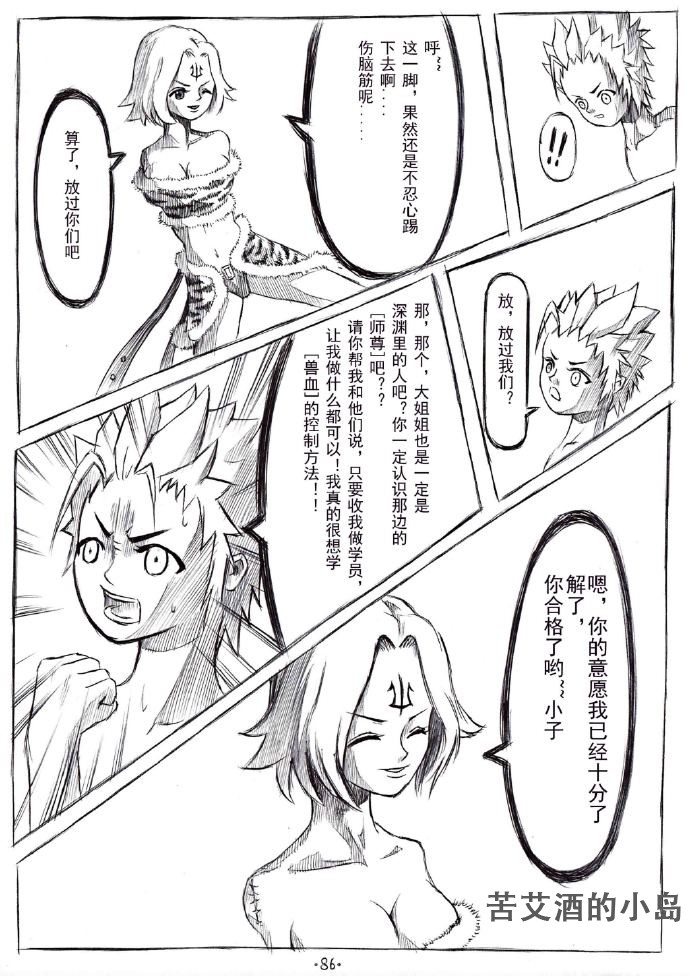 呼~~
这一脚，果然还是不忍心踢
下去啊...
伤脑筋呢.....
算了，放过你们吧
!!
放，放过我们？
那，那个，大姐姐也是一定是
深渊里的人吧？你一定认识那边的
[师尊]吧？？
请你帮我和他们说，只要收我做学员，
让我做什么都可以！我真的很想学
[兽血]的控制方法！！
嗯，你的意愿我已经十分了
解了，
你合格了哟~~小子
苦艾酒的小岛
·86·